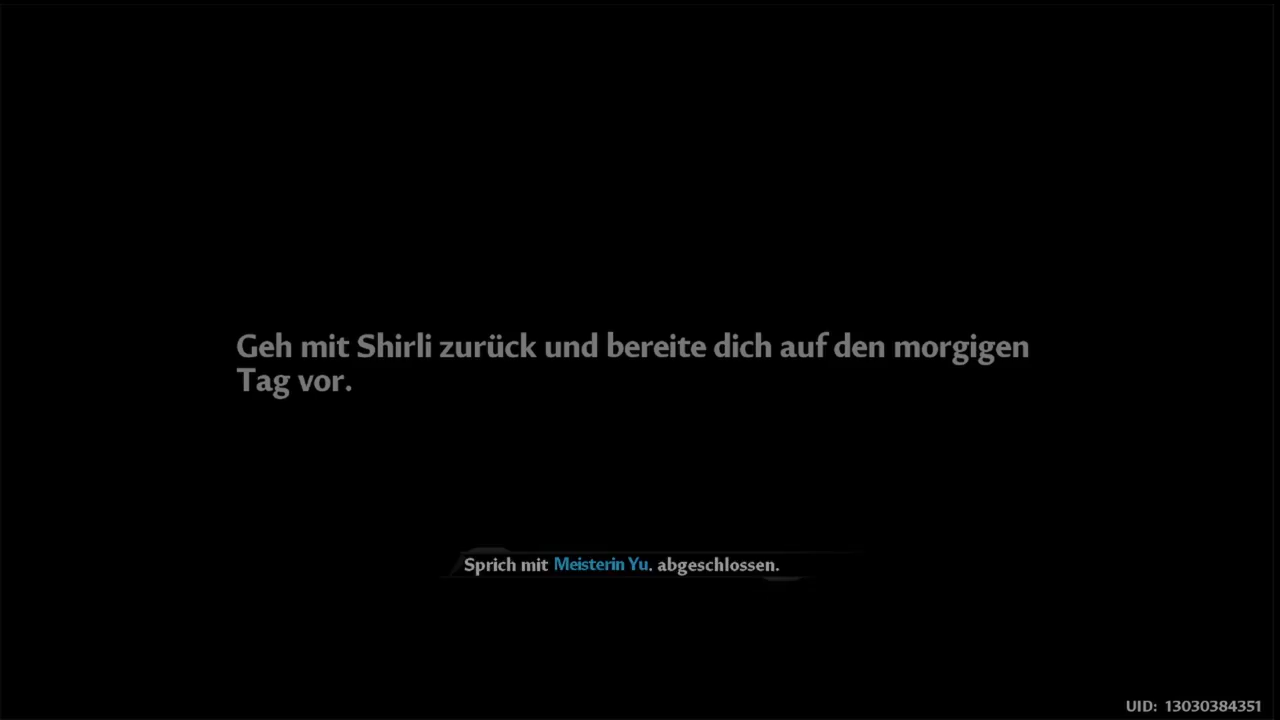 Geh mit Shirli zurück und bereite dich auf den morgigen
Tag vor.
Sprich mit Meisterin Yu. abgeschlossen.
UID: 13030384351